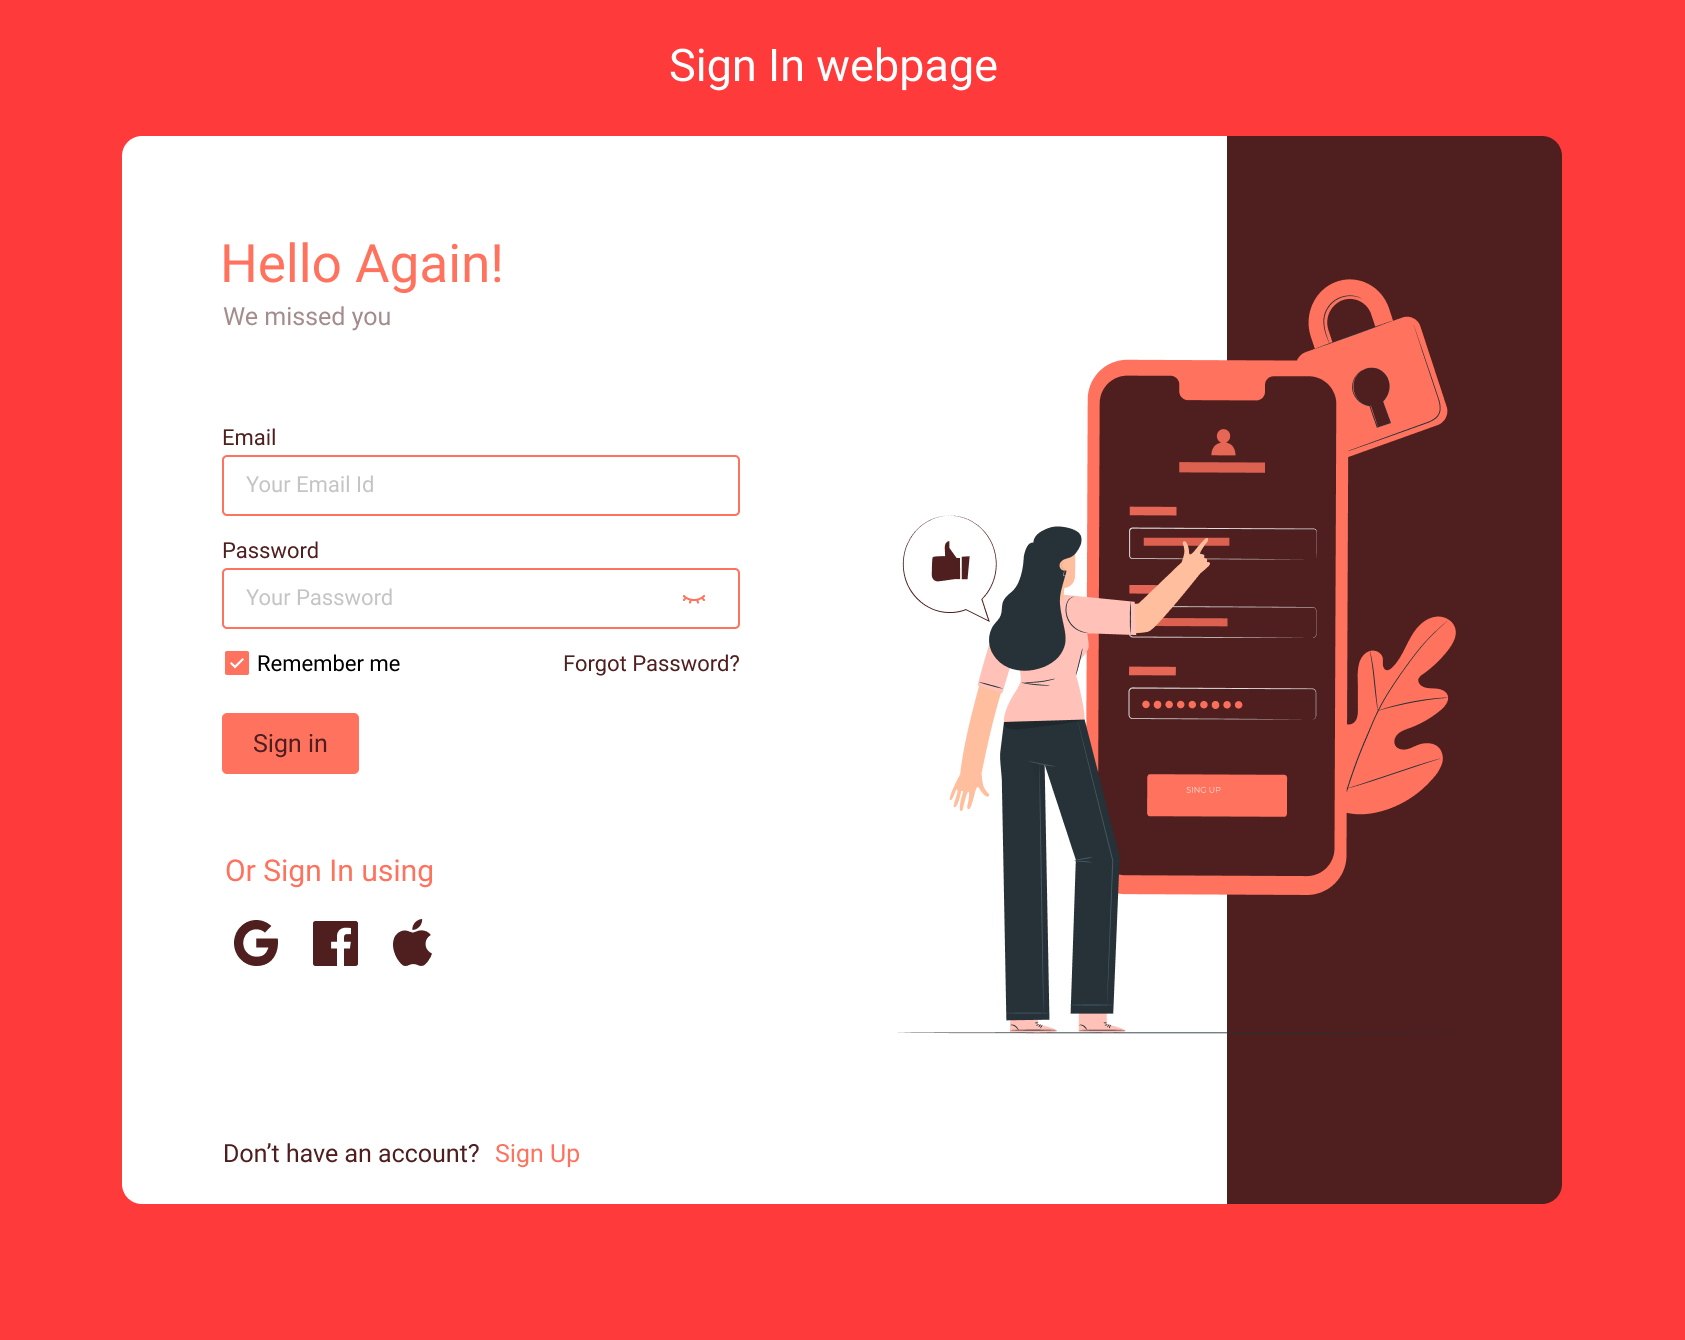 Sign In webpage
Hello Again!
We missed you
Email
Your Email Id
Password
Your Password
Remember me
Forgot Password?
Sign in
Or Sign In using
Don’t have an account? Sign Up
SING UP